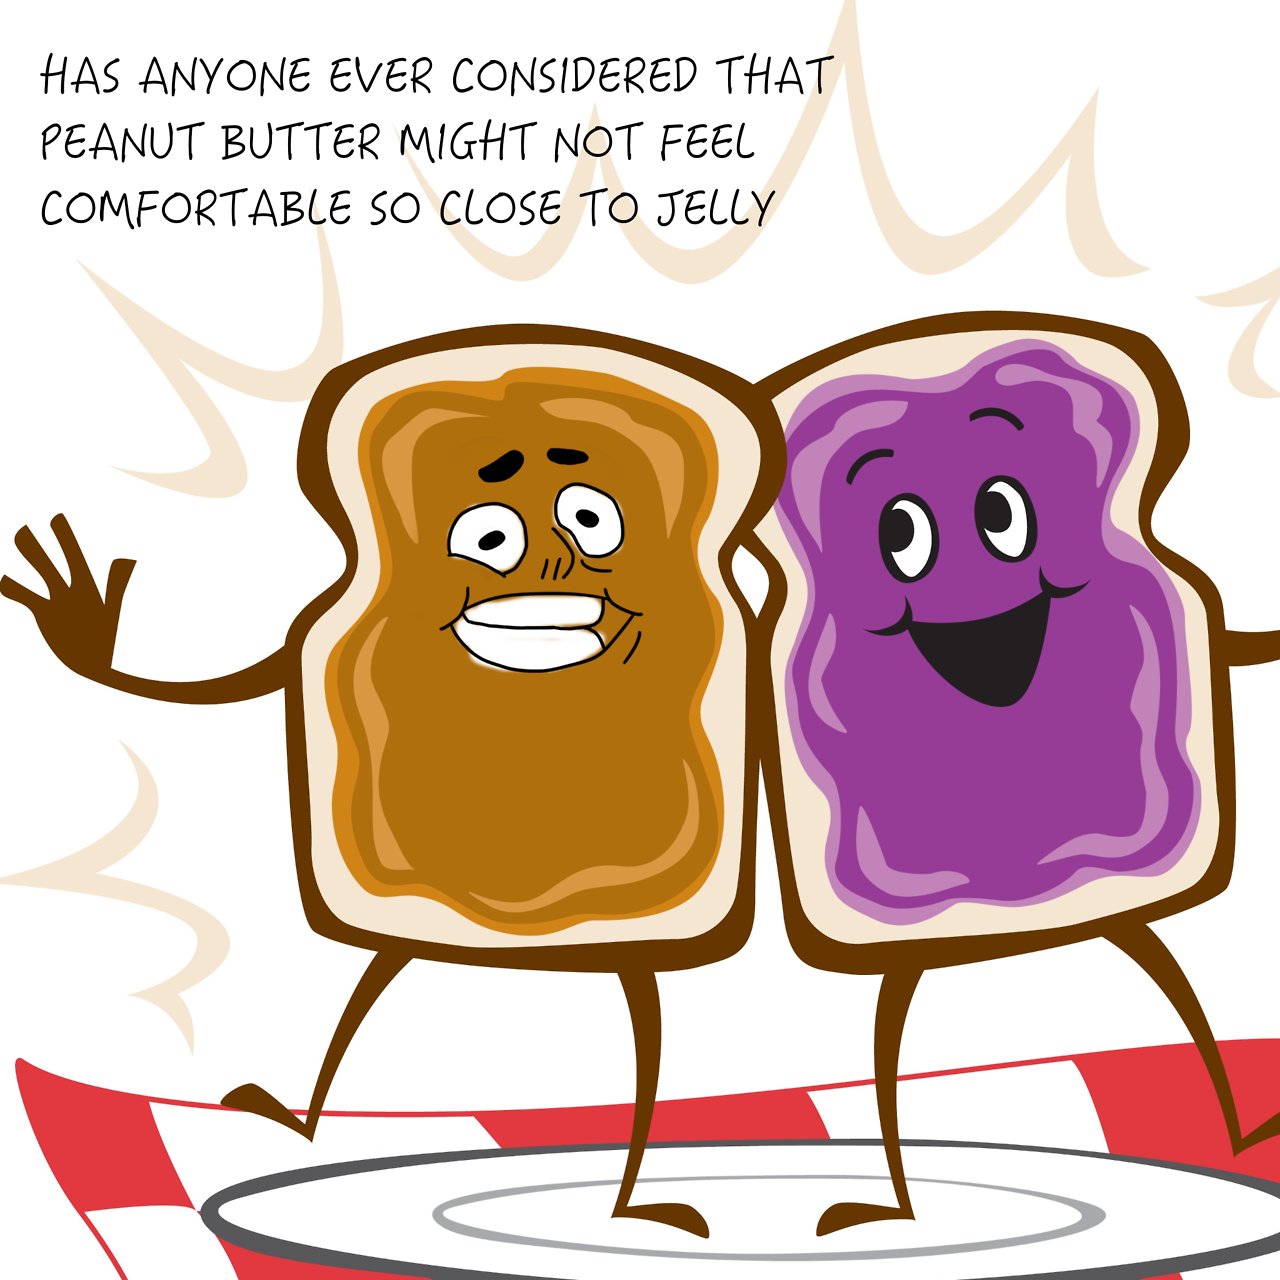 HAS ANYONE EVER CONSIDERED THAT
PEANUT BUTTER MIGHT NOT FEEL
COMFORTABLE SO CLOSE TO JELLY